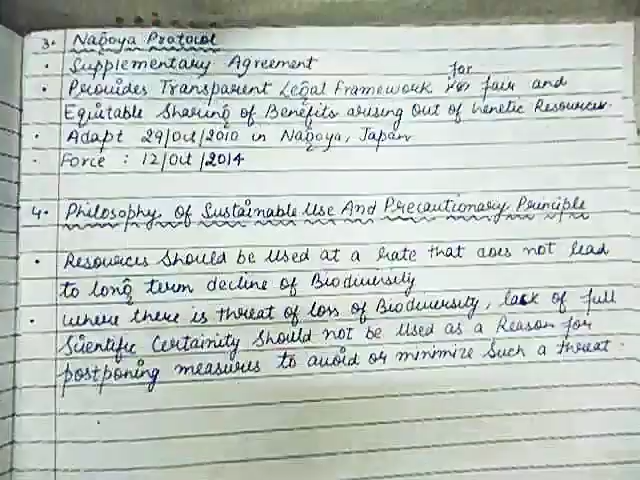 3. Nagoya Protocol
• Supplementary Agreement
• Provides Transparent Legal Framework for fair and
Equitable Sharing of Benefits arising Out of Genetic Resources.
• Adapt 29/Oct/2010 in Nagoya, Japan
• Force : 12/Oct/2014
4. Philosophy Of Sustainable Use And Precautionary Principle
• Resources should be used at a rate that does not lead
to long term decline of Biodiversity
• where there is threat of loss of Biodiversity, lack of full
Scientific Certainity Should not be Used as a Reason for
postponing measures to avoid or minimize Such a threat.